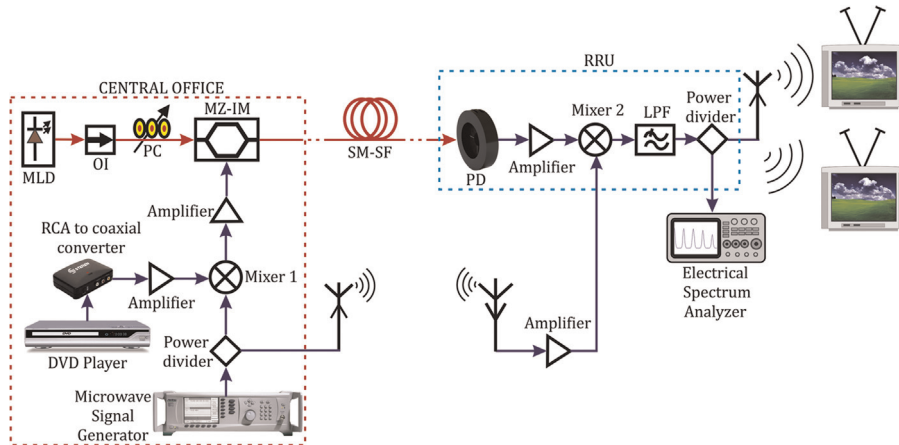 CENTRAL OFFICE
MZ-IM
MLD
OI
PC
SM-SF
RRU
PD
Amplifier
Mixer 2
LPF
Power
divider
Electrical
Spectrum
Analyzer
Amplifier
RCA to coaxial
converter
Amplifier
Mixer 1
DVD Player
Power
divider
Microwave
Signal
Generator
Amplifier